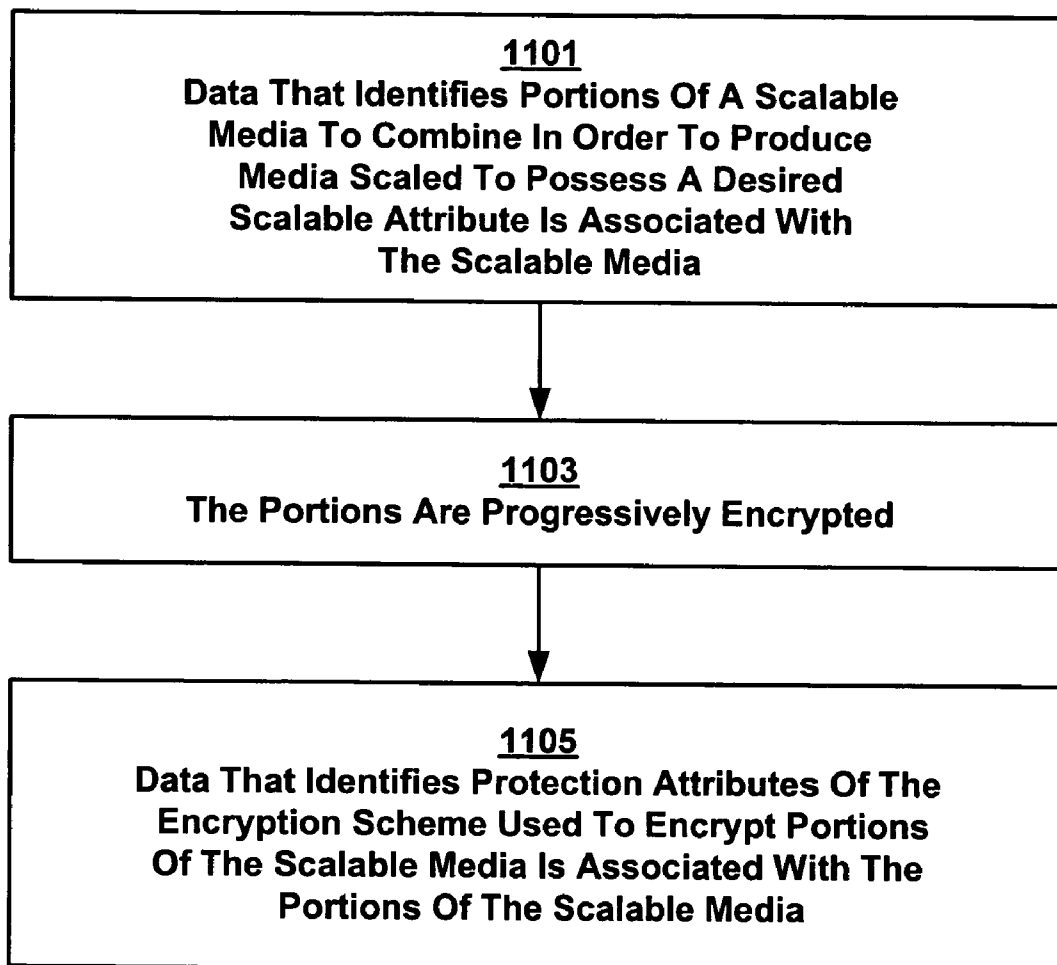 1101
Data That Identifies Portions Of A Scalable
Media To Combine In Order To Produce
Media Scaled To Possess A Desired
Scalable Attribute Is Associated With
The Scalable Media
1103
The Portions Are Progressively Encrypted
1105
Data That Identifies Protection Attributes Of The
Encryption Scheme Used To Encrypt Portions
Of The Scalable Media Is Associated With The
Portions Of The Scalable Media